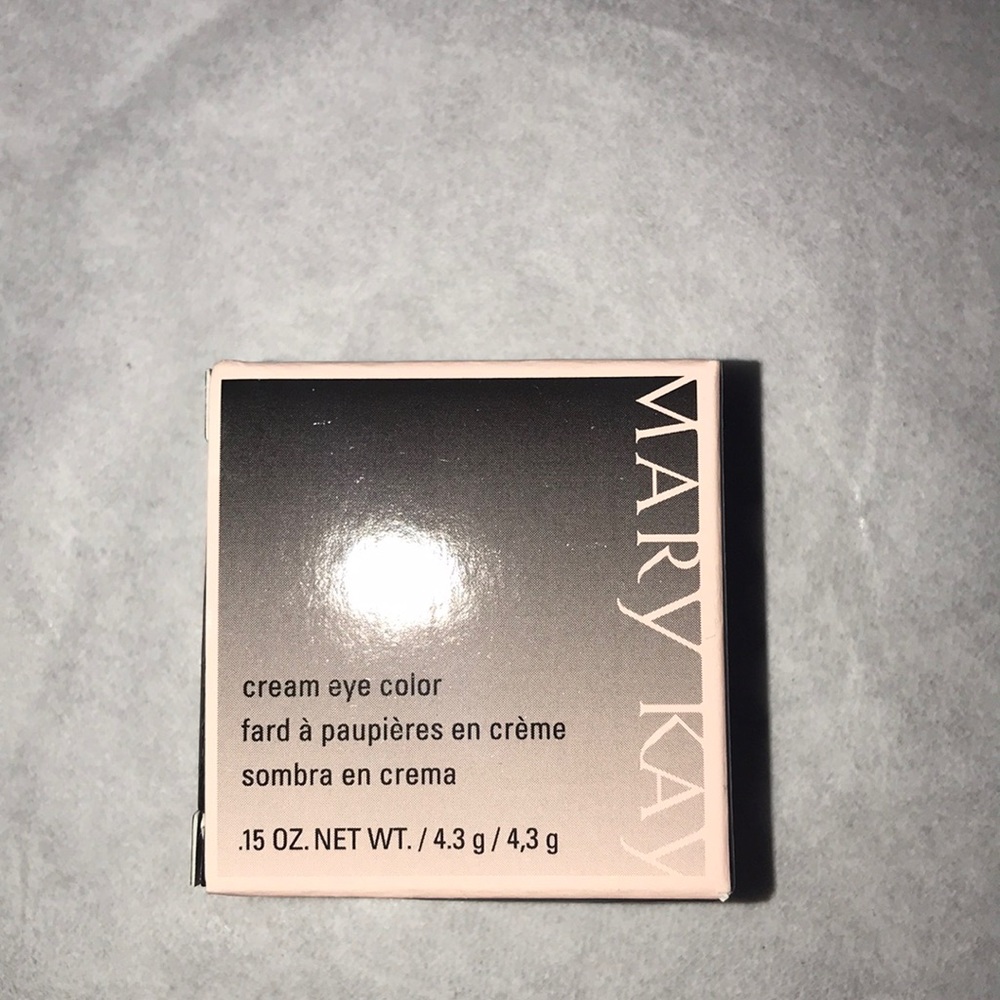 MARY KAY
cream eye color
fard à paupières en crème
sombra en crema
.15 OZ. NET WT. / 4.3 g / 4,3 g